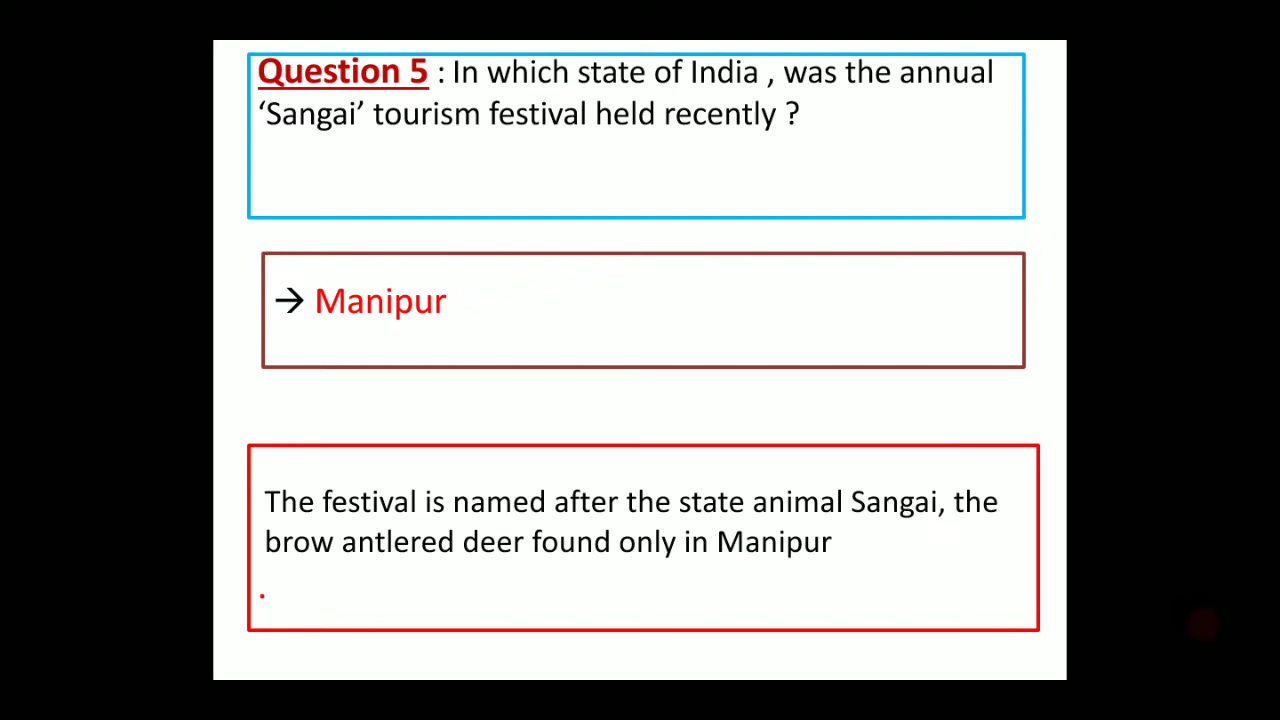 Question 5 : In which state of India , was the annual
‘Sangai’ tourism festival held recently ?
→ Manipur
The festival is named after the state animal Sangai, the
brow antlered deer found only in Manipur
.